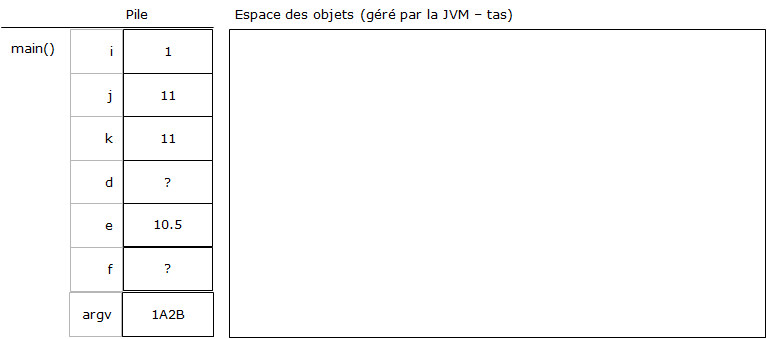 Pile Espace des objets (géré par la JVM – tas)
main() i 1
j 11
k 11
d ?
e 10.5
f ?
argv 1A2B